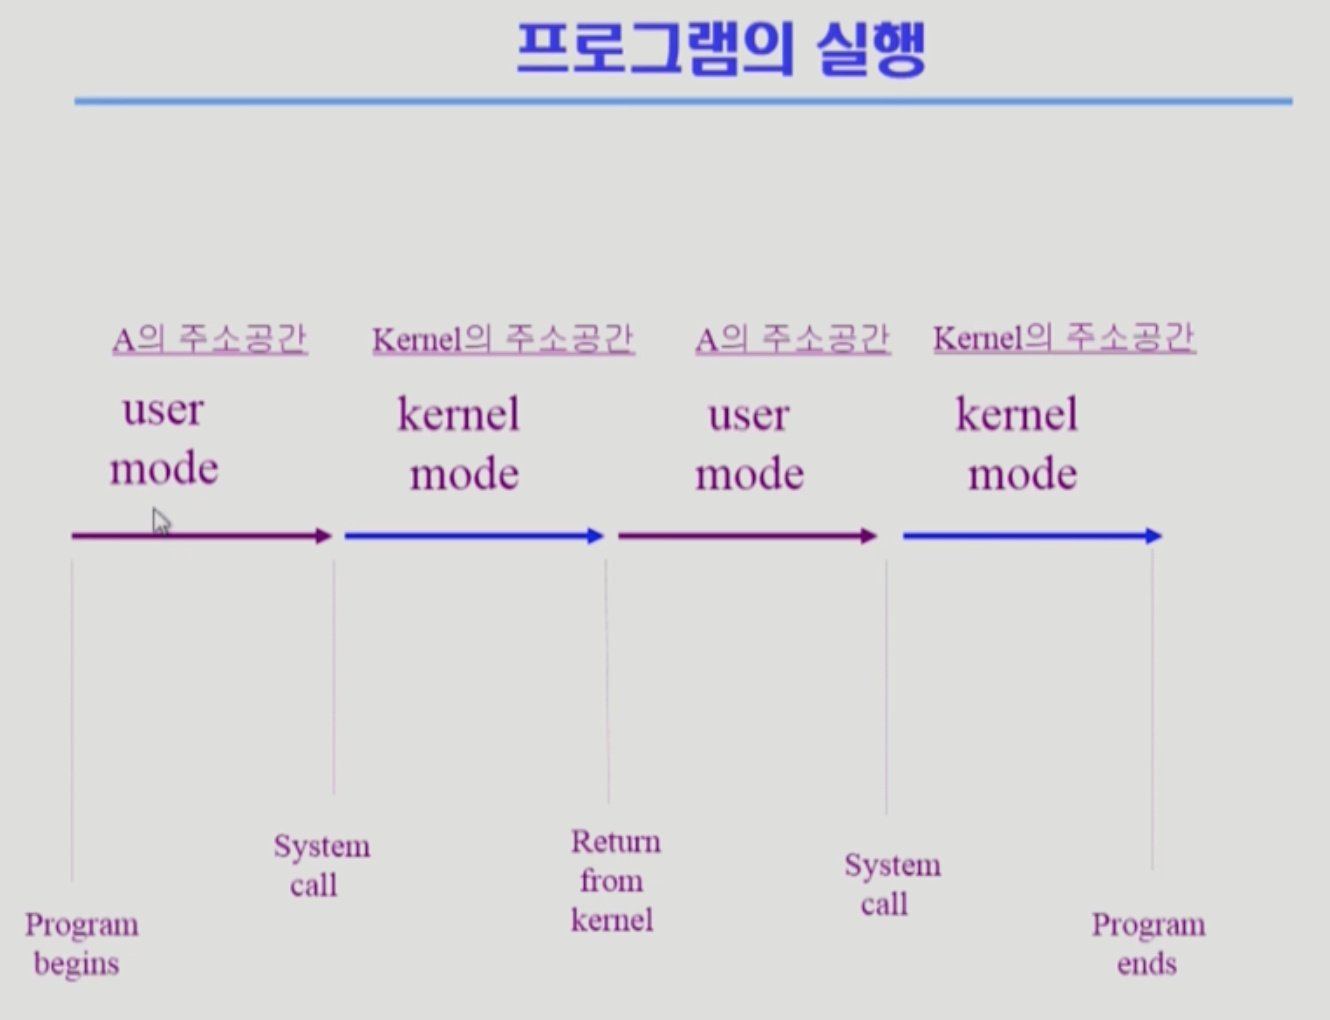 프로그램의 실행
A의 주소공간
Kernel의 주소공간
A의 주소공간
Kernel의 주소공간
user
mode
kernel
mode
user
mode
kernel
mode
Program
begins
System
call
Return
from
kernel
System
call
Program
ends